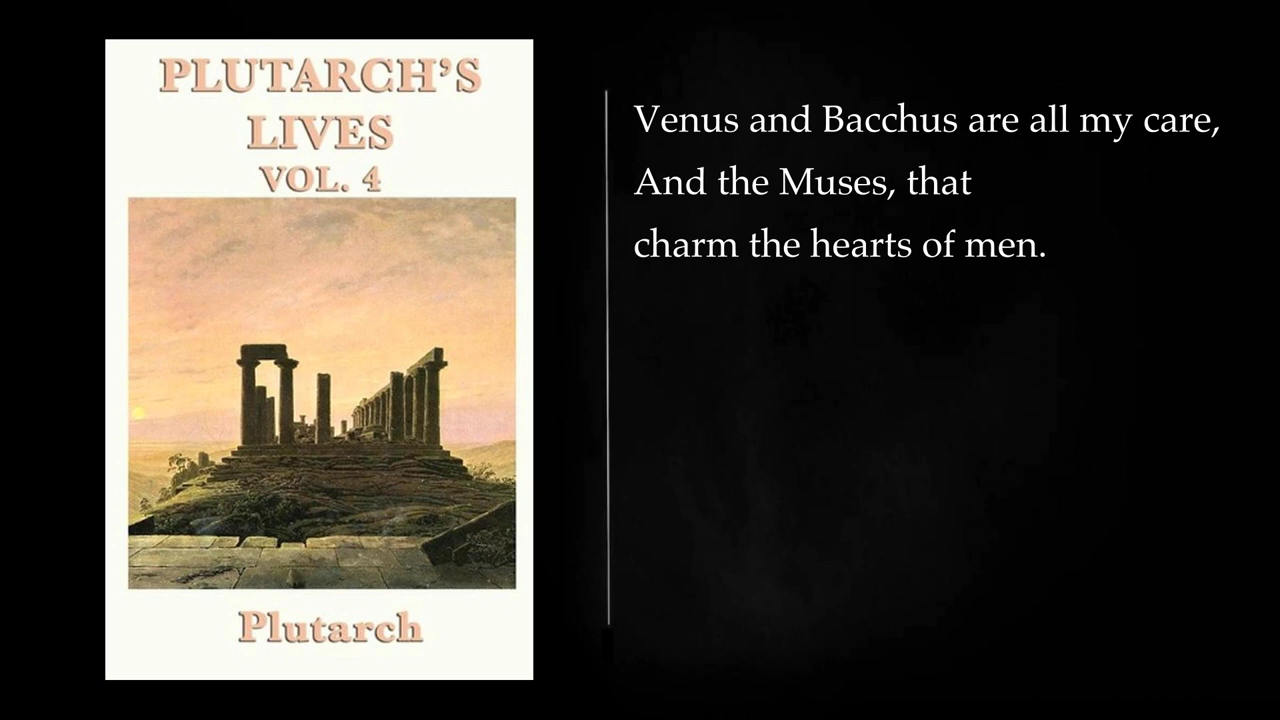 PLUTARCH'S
LIVES
VOL. 4
Plutarch
Venus and Bacchus are all my care,
And the Muses, that
charm the hearts of men.